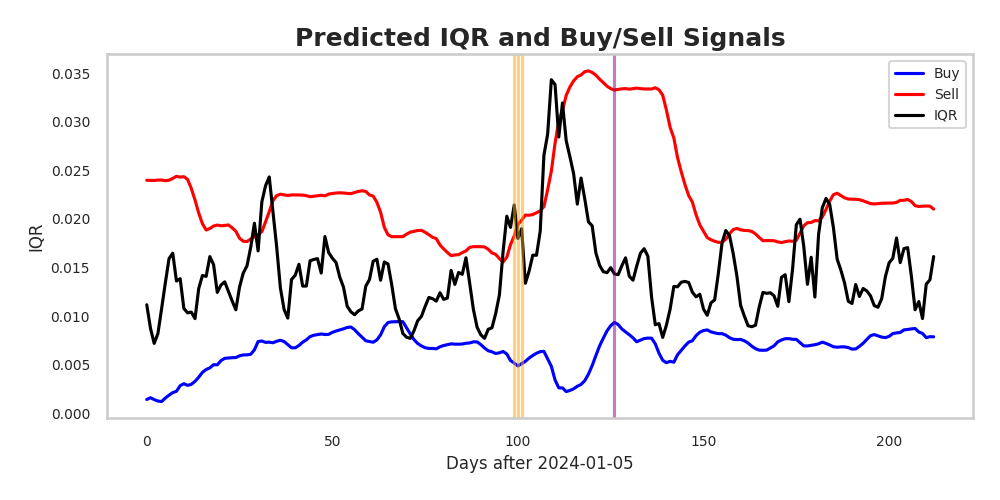 Predicted IQR and Buy/Sell Signals
Buy
Sell
IQR
IQR
0.035
0.030
0.025
0.020
0.015
0.010
0.005
0.000
0
50
100
150
200
Days after 2024-01-05